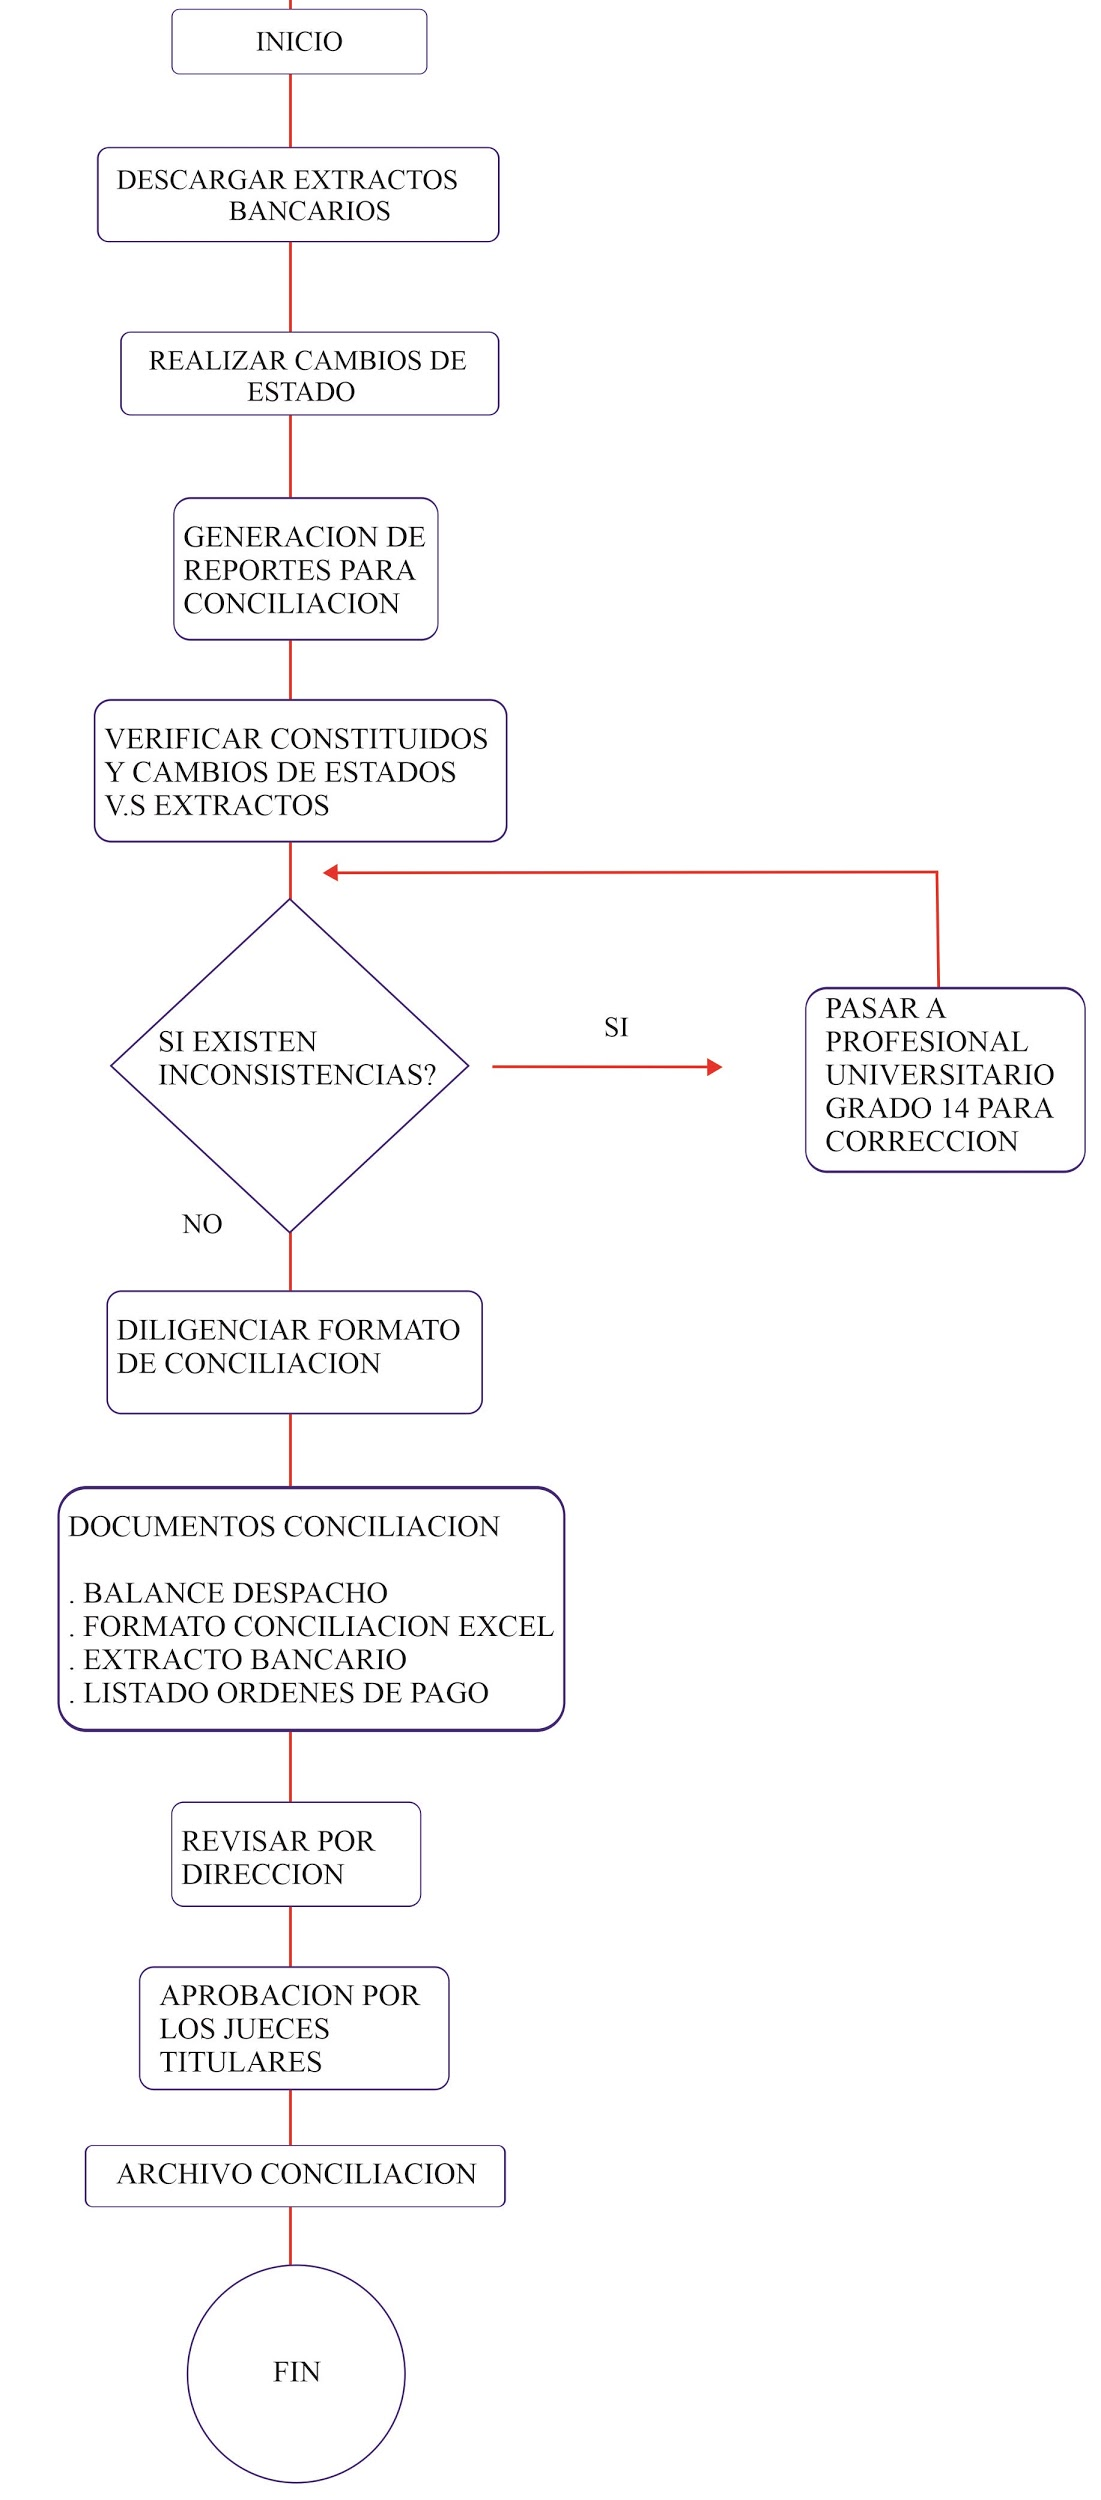 INICIO
DESCARGAR EXTRACTOS
BANCARIOS
REALIZAR CAMBIOS DE
ESTADO
GENERACION DE
REPORTES PARA
CONCILIACION
VERIFICAR CONSTITUIDOS
Y CAMBIOS DE ESTADOS
V.S EXTRACTOS
SI EXISTEN
INCONSISTENCIAS?
SI
PASAR A
PROFESIONAL
UNIVERSITARIO
GRADO 14 PARA
CORRECCION
NO
DILIGENCIAR FORMATO
DE CONCILIACION
DOCUMENTOS CONCILIACION
. BALANCE DESPACHO
. FORMATO CONCILIACION EXCEL
. EXTRACTO BANCARIO
. LISTADO ORDENES DE PAGO
REVISAR POR
DIRECCION
APROBACION POR
LOS JUECES
TITULARES
ARCHIVO CONCILIACION
FIN